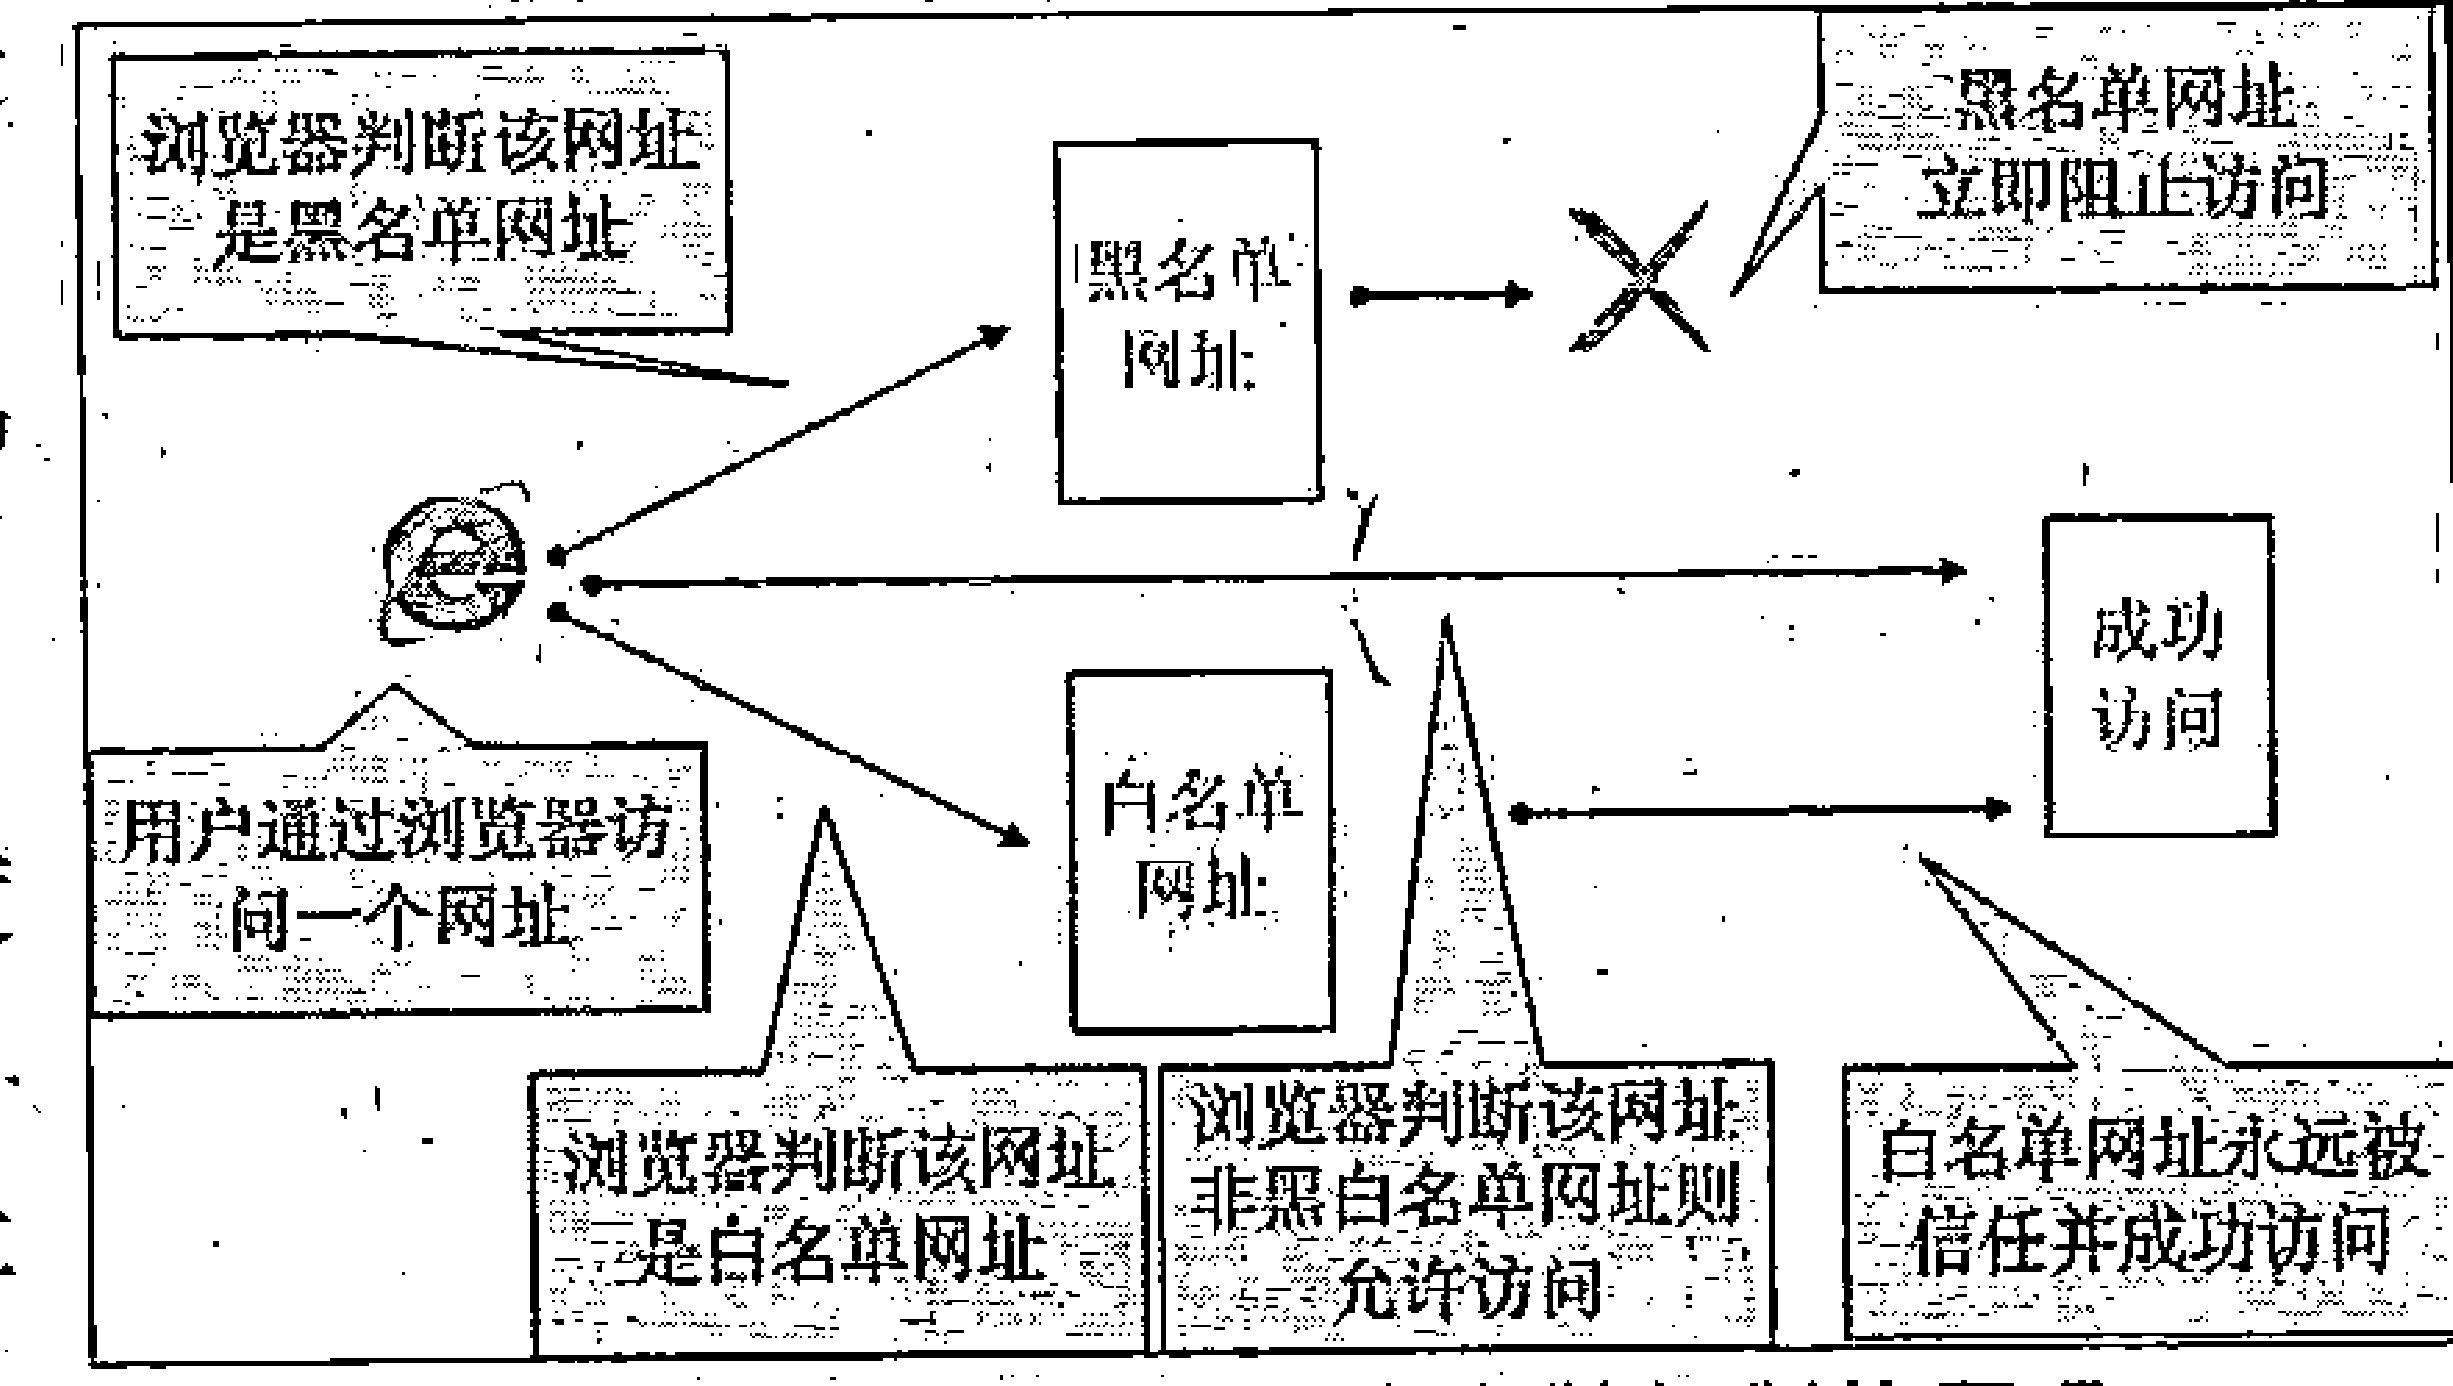 浏览器判断该网址
是黑名单网址
黑名单
网址
黑名单网址
立即阻止访问
成功
访问
用户通过浏览器访
问一个网址
白名单
网址
浏览器判断该网址
是白名单网址
浏览器判断该网址
非黑白名单网址则
允许访问
白名单网址永远被
信任并成功访问